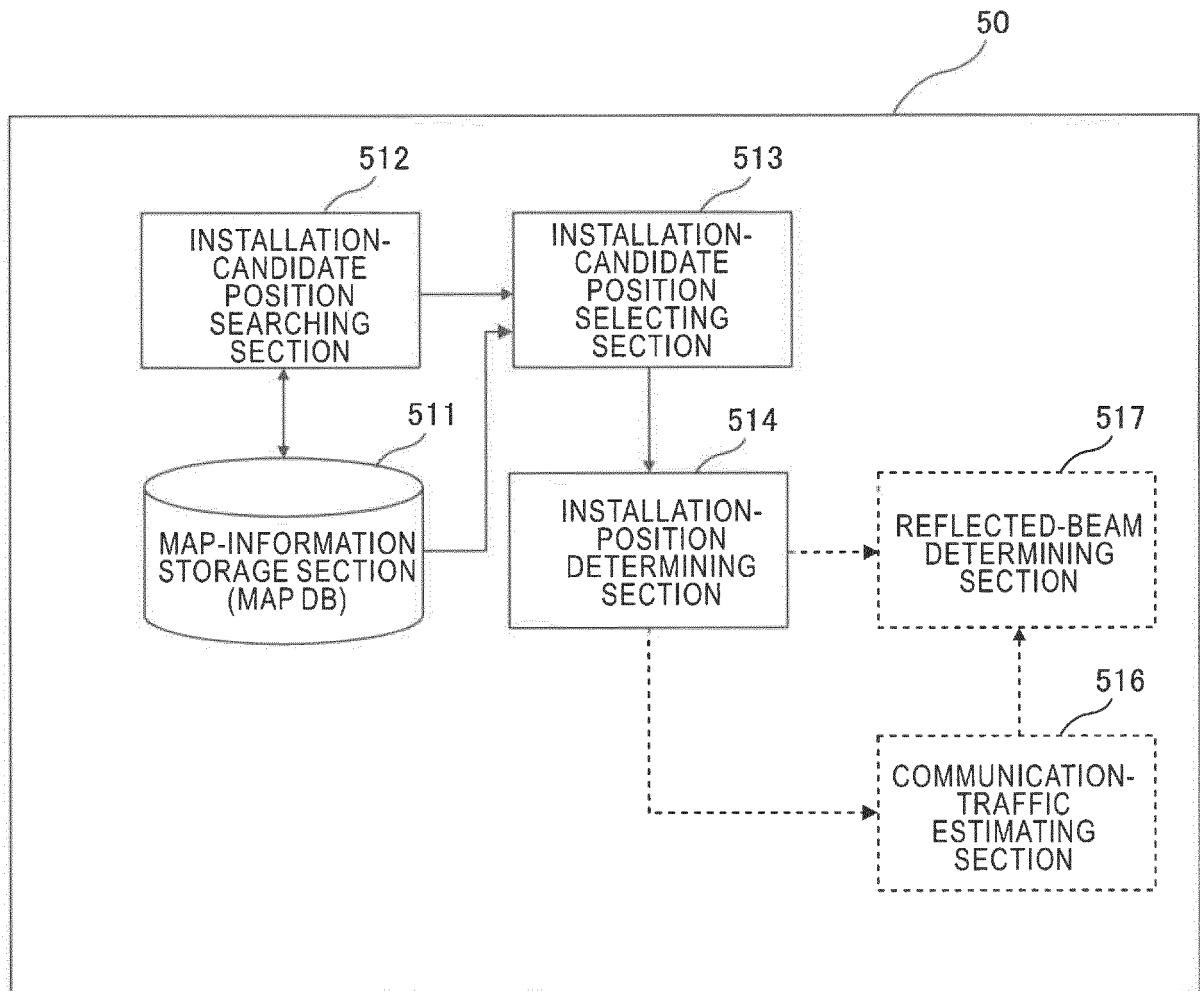 50
512
INSTALLATION-
CANDIDATE
POSITION
SEARCHING
SECTION
513
INSTALLATION-
CANDIDATE
POSITION
SELECTING
SECTION
511
MAP-INFORMATION
STORAGE SECTION
(MAP DB)
514
INSTALLATION-
POSITION
DETERMINING
SECTION
517
REFLECTED-BEAM
DETERMINING
SECTION
516
COMMUNICATION-
TRAFFIC
ESTIMATING
SECTION